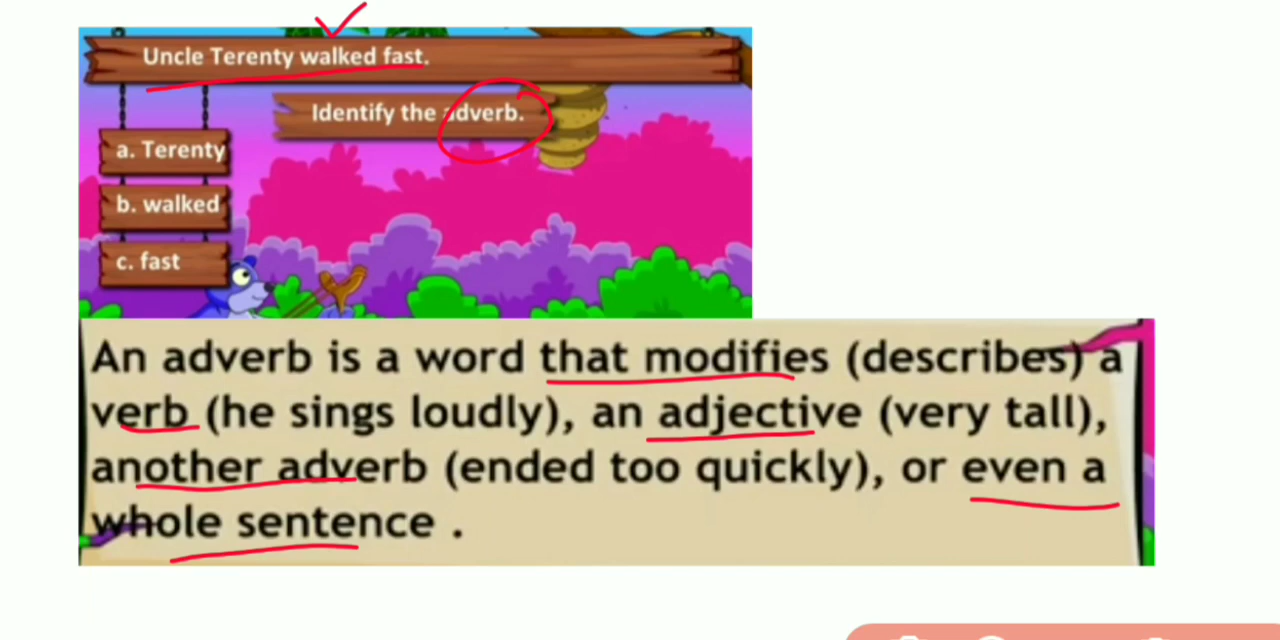 Uncle Terenty walked fast.
Identify the adverb.
a. Terenty
b. walked
c. fast
An adverb is a word that modifies (describes) a
verb (he sings loudly), an adjective (very tall),
another adverb (ended too quickly), or even a
whole sentence .